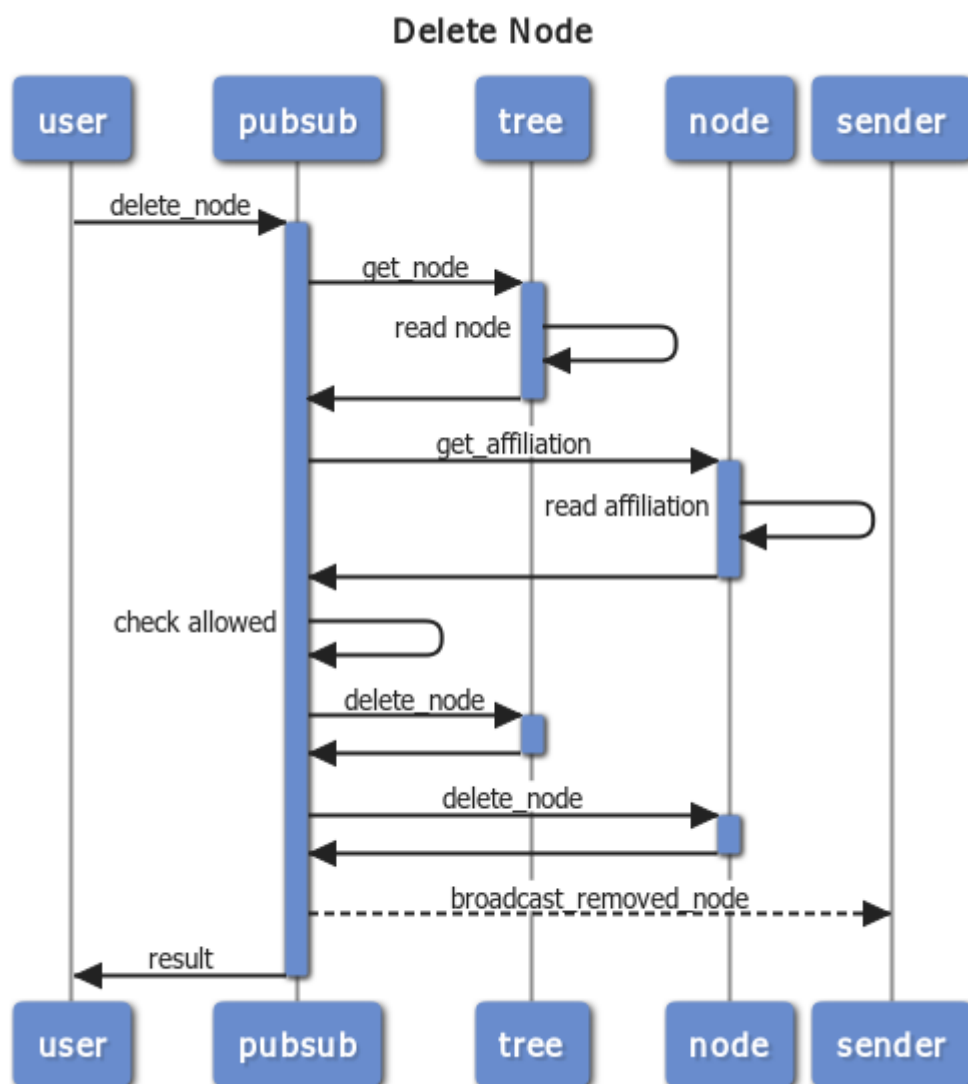 Delete Node
user
pubsub
tree
node
sender
delete_node
get_node
read node
get_affiliation
read affiliation
check allowed
delete_node
delete_node
broadcast_removed_node
result
user
pubsub
tree
node
sender